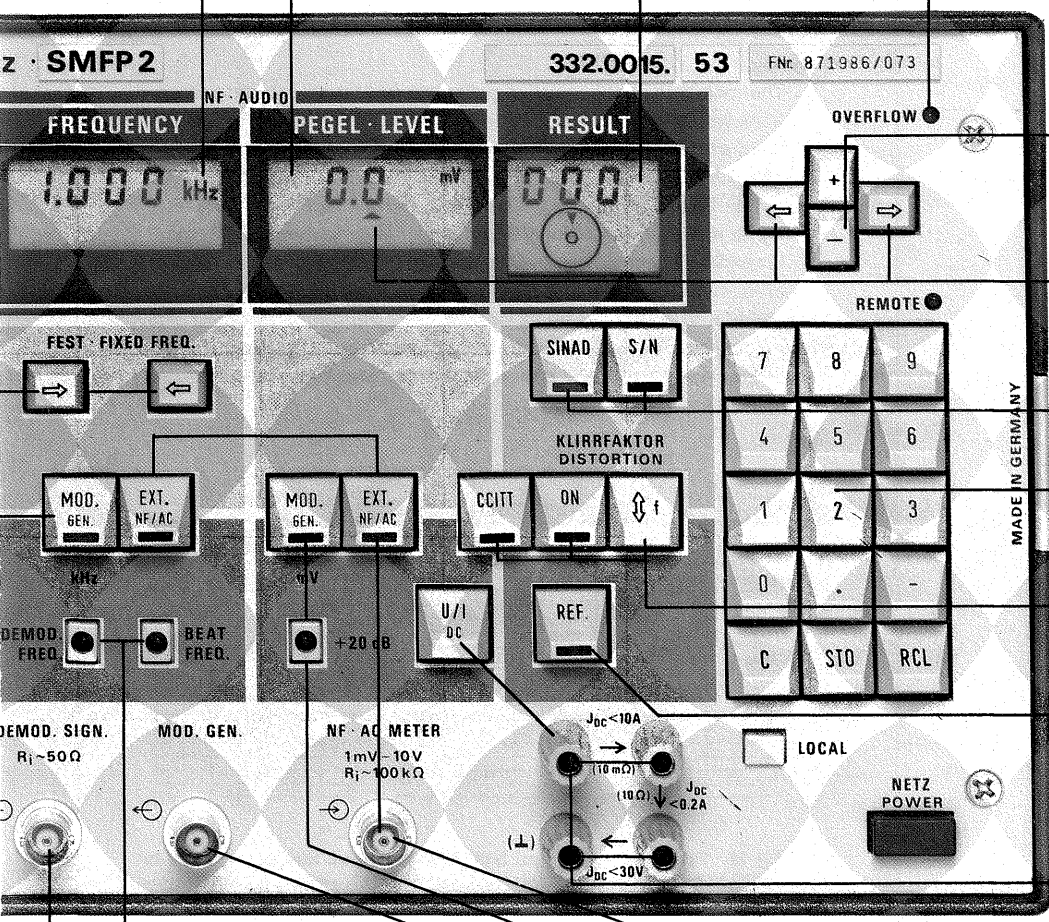 z · SMFP2
332.0015. 53
FNr. 871986/073
NF · AUDIO
FREQUENCY
PEGEL · LEVEL
RESULT
OVERFLOW
1.000 kHz
0.0 mV
000
+
⇦ ⇨
−
REMOTE
FEST · FIXED FREQ.
⇨ ⇦
SINAD
S/N
7 8 9
4 5 6
1 2 3
0 . -
C STO RCL
MADE IN GERMANY
KLIRRFAKTOR
DISTORTION
MOD.
GEN.
EXT.
NF/AC
MOD.
GEN.
EXT.
NF/AC
CCITT
ON
⇕ f
kHz
mV
DEMOD.
FREQ.
BEAT
FREQ.
+20 dB
U/I
DC
REF.
DEMOD. SIGN.
Ri~50Ω
MOD. GEN.
NF · AC METER
1mV – 10V
Ri~100kΩ
JDC<10A
→
(10mΩ)
(10Ω) ↓ JDC
<0.2A
(⊥) ←
JDC<30V
LOCAL
NETZ
POWER